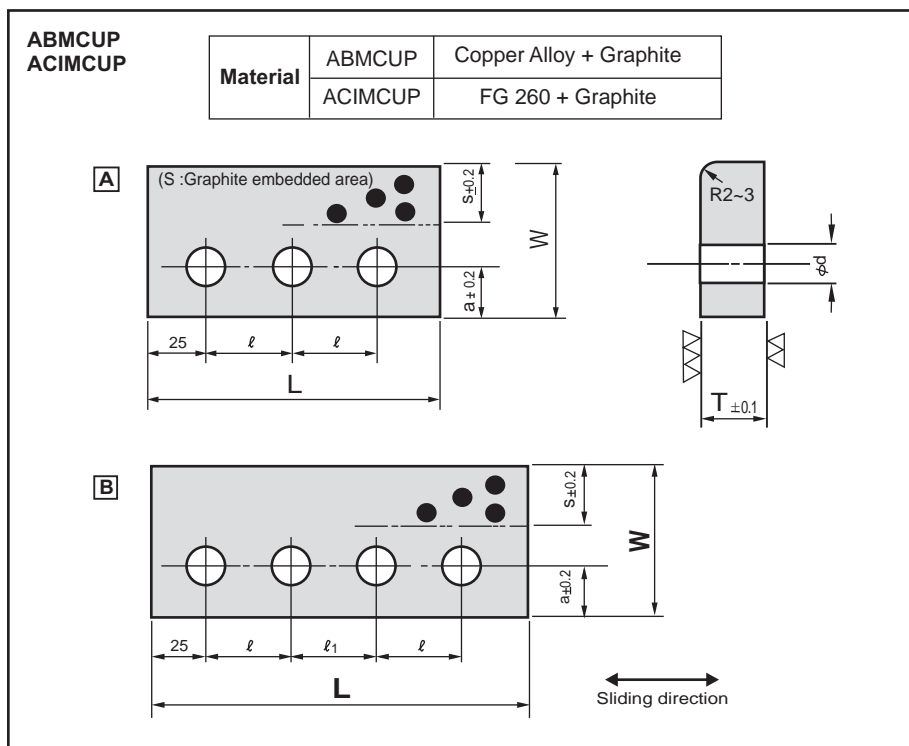 ABMCUP
ACIMCUP
Material
ABMCUP Copper Alloy + Graphite
ACIMCUP FG 260 + Graphite
A
(S :Graphite embedded area)
s±0.2
W
a±0.2
25 ℓ ℓ
L
R2~3
φd
T ±0.1
B
s±0.2
W
a±0.2
25 ℓ ℓ1 ℓ
L
Sliding direction